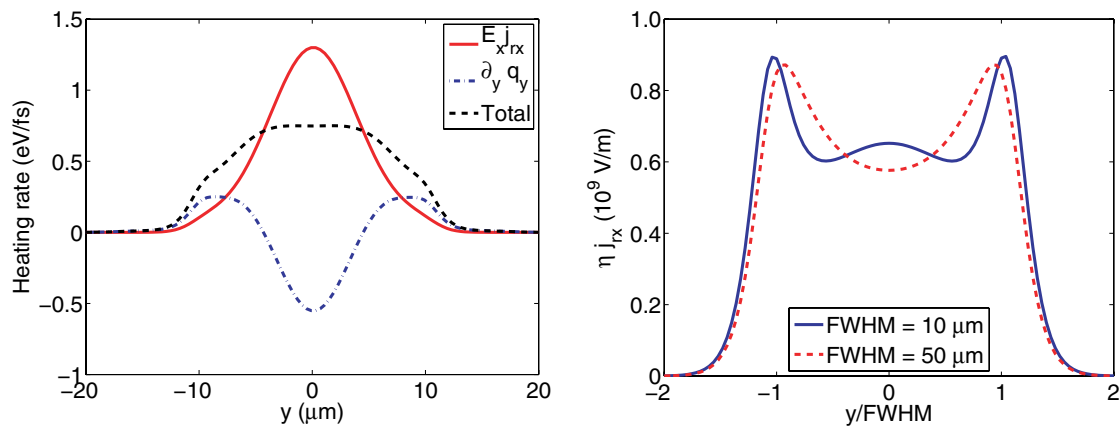 1.5
1
0.5
0
−0.5
−1
Heating rate (eV/fs)
E_x j_rx
∂_y q_y
Total
−20 −10 0 10 20
y (μm)
1
0.8
0.6
0.4
0.2
0
η j_rx (10^9 V/m)
FWHM = 10 μm
FWHM = 50 μm
−2 −1 0 1 2
y/FWHM